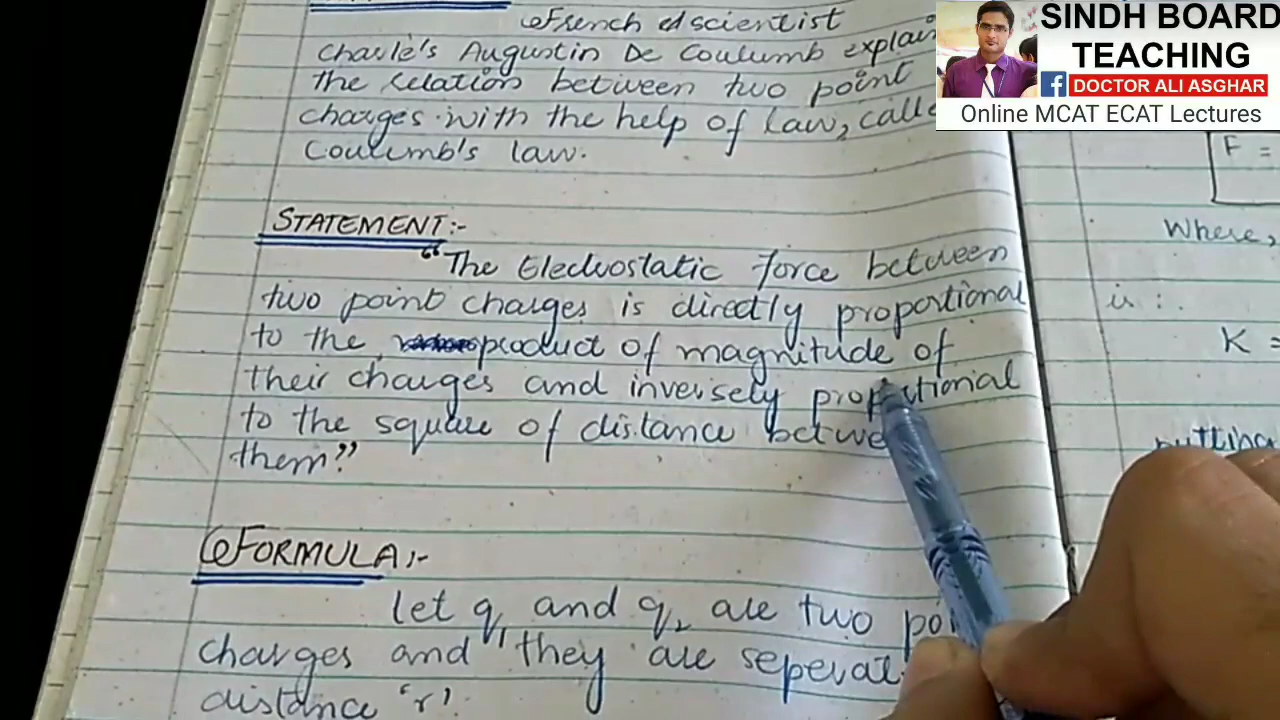 French scientist
Charle's Augustin De Coulumb explain
the relation between two point
charges with the help of law, calle
Coulumb's law.
STATEMENT:-
"The Electrostatic force between
two point charges is directly proportional
to the product of magnitude of
their charges and inversely proportional
to the square of distance betwe
them."
FORMULA:-
let q1 and q2 are two poi
charges and they are seperat
distance 'r'.
F =
Where,
is :
K =
putting
SINDH BOARD
TEACHING
f DOCTOR ALI ASGHAR
Online MCAT ECAT Lectures